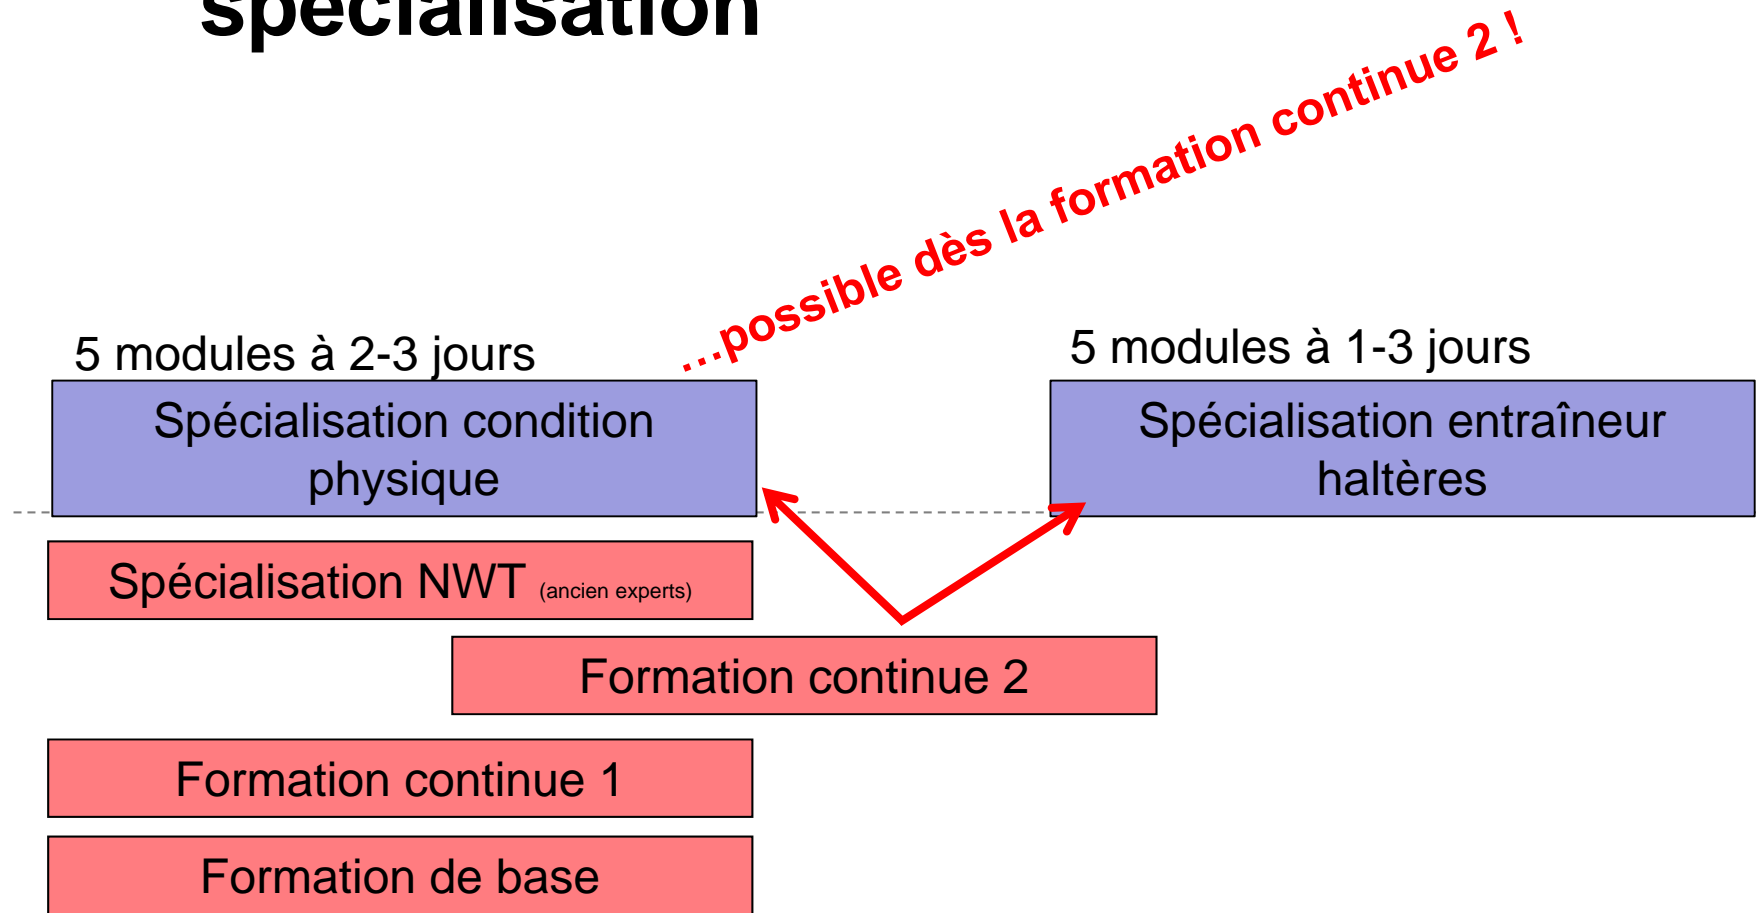 spécialisation
…possible dès la formation continue 2 !
5 modules à 2-3 jours
5 modules à 1-3 jours
Spécialisation condition
physique
Spécialisation entraîneur
haltères
Spécialisation NWT (ancien experts)
Formation continue 2
Formation continue 1
Formation de base